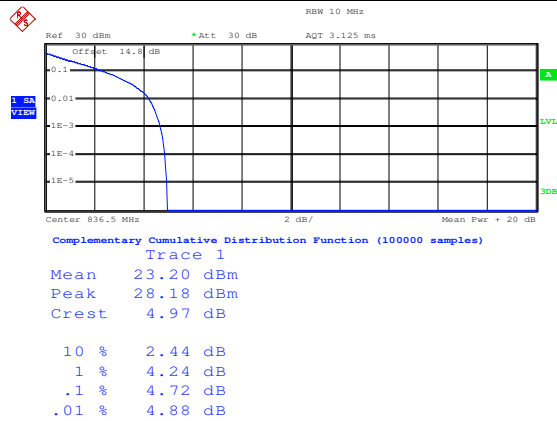 RBW 10 MHz
Ref 30 dBm *Att 30 dB AQT 3.125 ms
Offset 14.8 dB
0.1
A
0.01
1 SA
VIEW
1E-3
LVL
1E-4
1E-5
3DB
Center 836.5 MHz 2 dB/ Mean Pwr + 20 dB
Complementary Cumulative Distribution Function (100000 samples)
Trace 1
Mean 23.20 dBm
Peak 28.18 dBm
Crest 4.97 dB
10 % 2.44 dB
1 % 4.24 dB
.1 % 4.72 dB
.01 % 4.88 dB